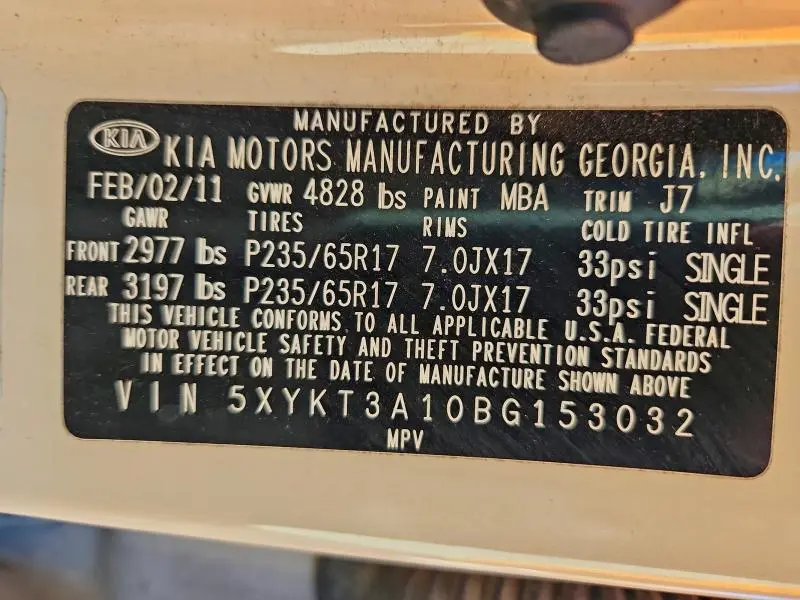 MANUFACTURED BY
KIA KIA MOTORS MANUFACTURING GEORGIA, INC.
FEB/02/11 GVWR 4828 lbs PAINT MBA TRIM J7
GAWR TIRES RIMS COLD TIRE INFL
FRONT 2977 lbs P235/65R17 7.0JX17 33psi SINGLE
REAR 3197 lbs P235/65R17 7.0JX17 33psi SINGLE
THIS VEHICLE CONFORMS TO ALL APPLICABLE U.S.A. FEDERAL
MOTOR VEHICLE SAFETY AND THEFT PREVENTION STANDARDS
IN EFFECT ON THE DATE OF MANUFACTURE SHOWN ABOVE
VIN 5XYKT3A10BG153032
MPV